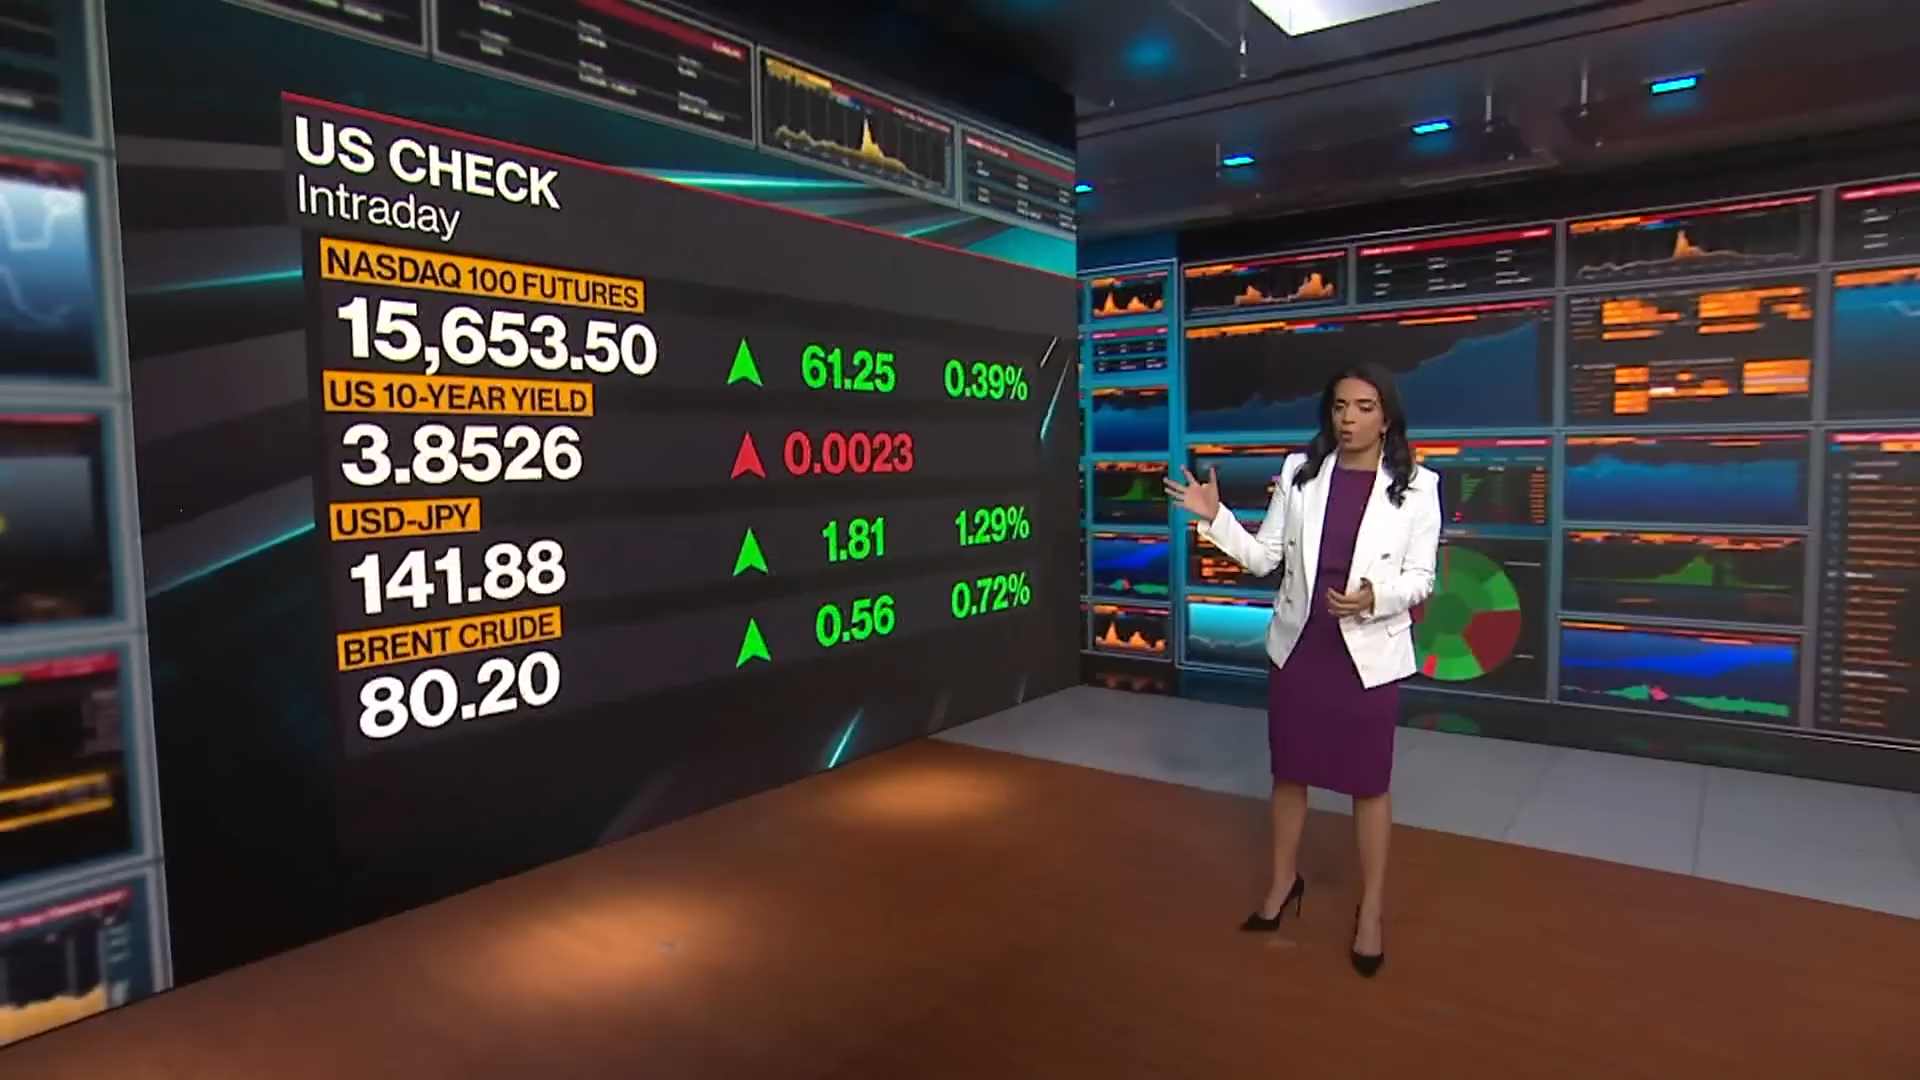 US CHECK
Intraday
NASDAQ 100 FUTURES
15,653.50 61.25 0.39%
US 10-YEAR YIELD
3.8526 0.0023
USD-JPY
141.88 1.81 1.29%
BRENT CRUDE
80.20 0.56 0.72%